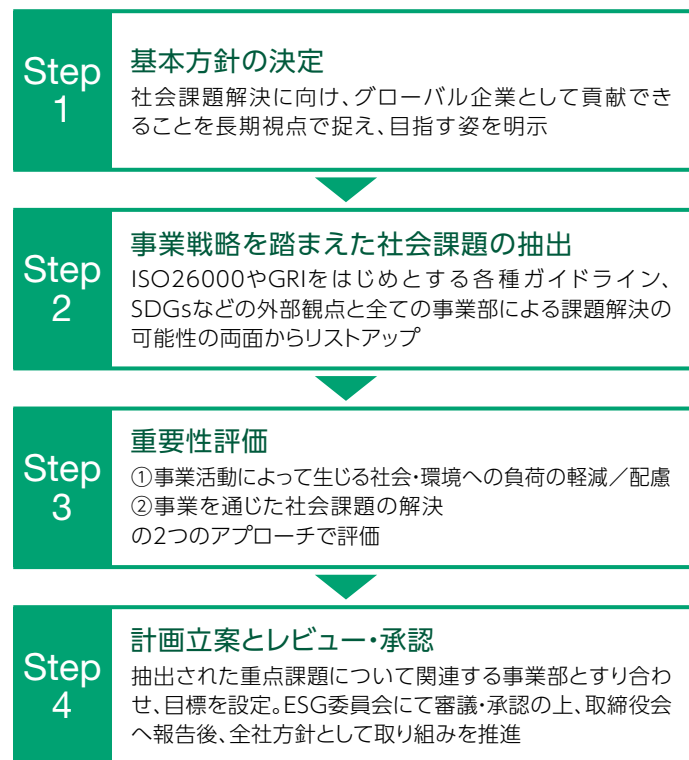 Step
1
基本方針の決定
社会課題解決に向け、グローバル企業として貢献でき
ることを長期視点で捉え、目指す姿を明示
Step
2
事業戦略を踏まえた社会課題の抽出
ISO26000やGRIをはじめとする各種ガイドライン、
SDGsなどの外部観点と全ての事業部による課題解決の
可能性の両面からリストアップ
Step
3
重要性評価
①事業活動によって生じる社会・環境への負荷の軽減／配慮
②事業を通じた社会課題の解決
の2つのアプローチで評価
Step
4
計画立案とレビュー・承認
抽出された重点課題について関連する事業部とすり合わ
せ、目標を設定。ESG委員会にて審議・承認の上、取締役会
へ報告後、全社方針として取り組みを推進